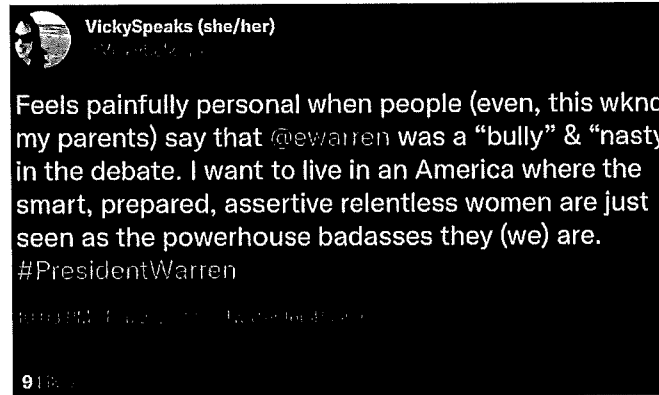 VickySpeaks (she/her)
Feels painfully personal when people (even, this wknd
my parents) say that @ewarren was a “bully” & “nasty
in the debate. I want to live in an America where the
smart, prepared, assertive relentless women are just
seen as the powerhouse badasses they (we) are.
#PresidentWarren
9